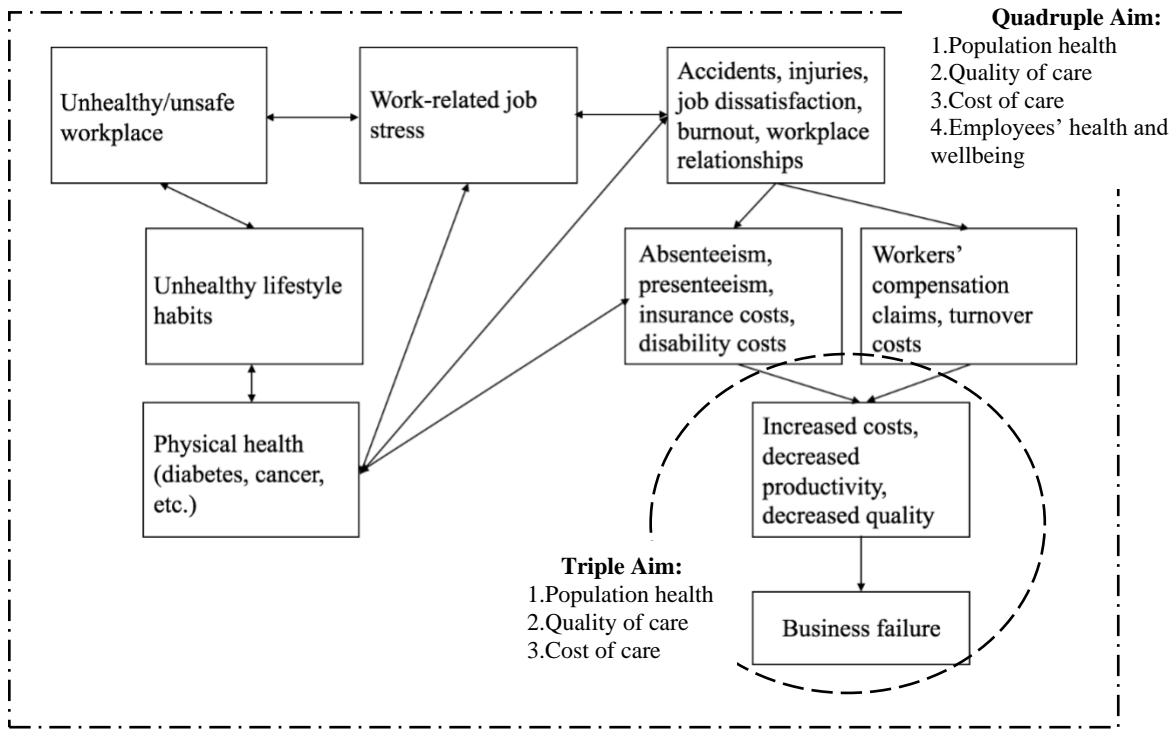 Quadruple Aim:
1.Population health
2.Quality of care
3.Cost of care
4.Employees’ health and
wellbeing
Unhealthy/unsafe
workplace
Work-related job
stress
Accidents, injuries,
job dissatisfaction,
burnout, workplace
relationships
Unhealthy lifestyle
habits
Absenteeism,
presenteeism,
insurance costs,
disability costs
Workers’
compensation
claims, turnover
costs
Physical health
(diabetes, cancer,
etc.)
Increased costs,
decreased
productivity,
decreased quality
Triple Aim:
1.Population health
2.Quality of care
3.Cost of care
Business failure